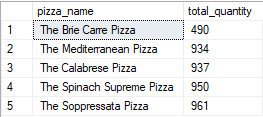 pizza_name total_quantity
1 The Brie Carre Pizza 490
2 The Mediterranean Pizza 934
3 The Calabrese Pizza 937
4 The Spinach Supreme Pizza 950
5 The Soppressata Pizza 961